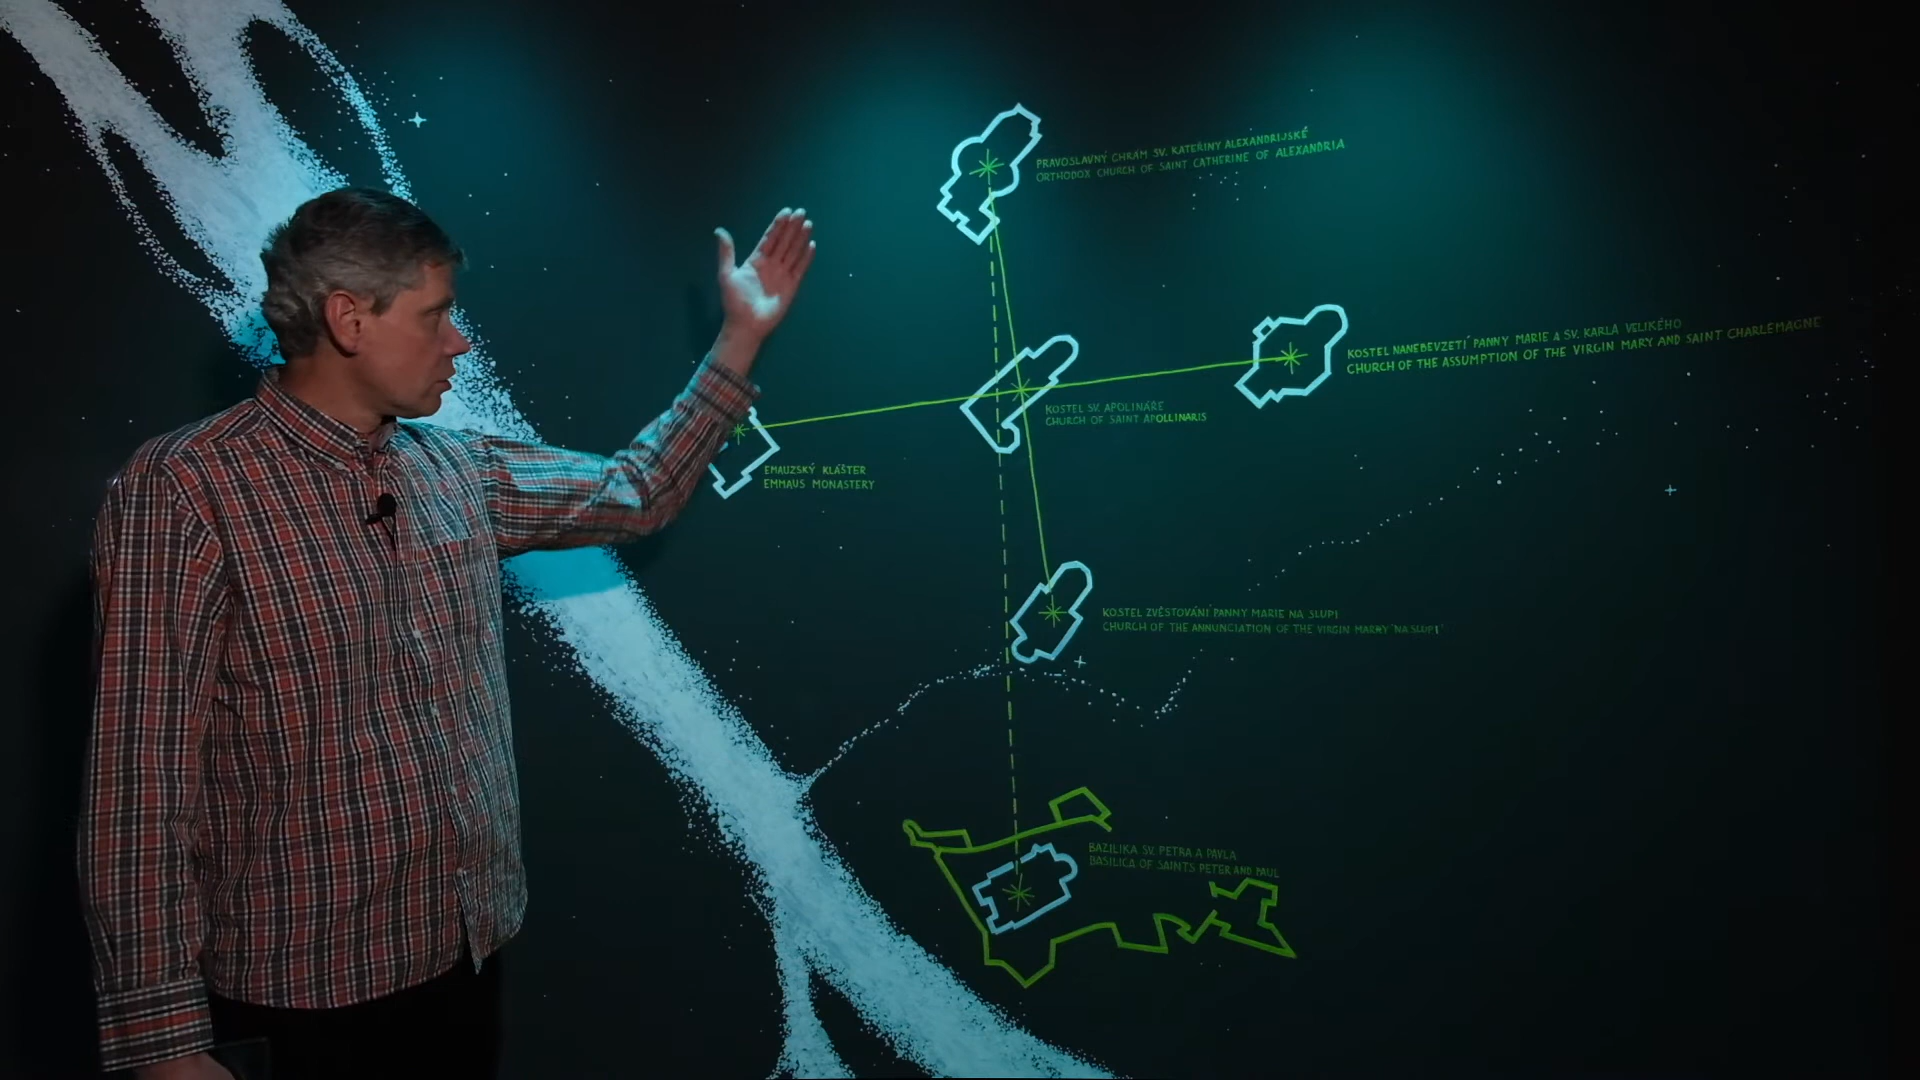 PRAVOSLAVNÝ CHRÁM SV. KATEŘINY ALEXANDRIJSKÉ
ORTHODOX CHURCH OF SAINT CATHERINE OF ALEXANDRIA
KOSTEL NANEBEVZETÍ PANNY MARIE A SV. KARLA VELIKÉHO
CHURCH OF THE ASSUMPTION OF THE VIRGIN MARY AND SAINT CHARLEMAGNE
KOSTEL SV. APOLINÁŘE
CHURCH OF SAINT APOLLINARIS
EMAUZSKÝ KLÁŠTER
EMMAUS MONASTERY
KOSTEL ZVĚSTOVÁNÍ PANNY MARIE NA SLUPI
CHURCH OF THE ANNUNCIATION OF THE VIRGIN MARY 'NA SLUPI'
BAZILIKA SV. PETRA A PAVLA
BASILICA OF SAINTS PETER AND PAUL